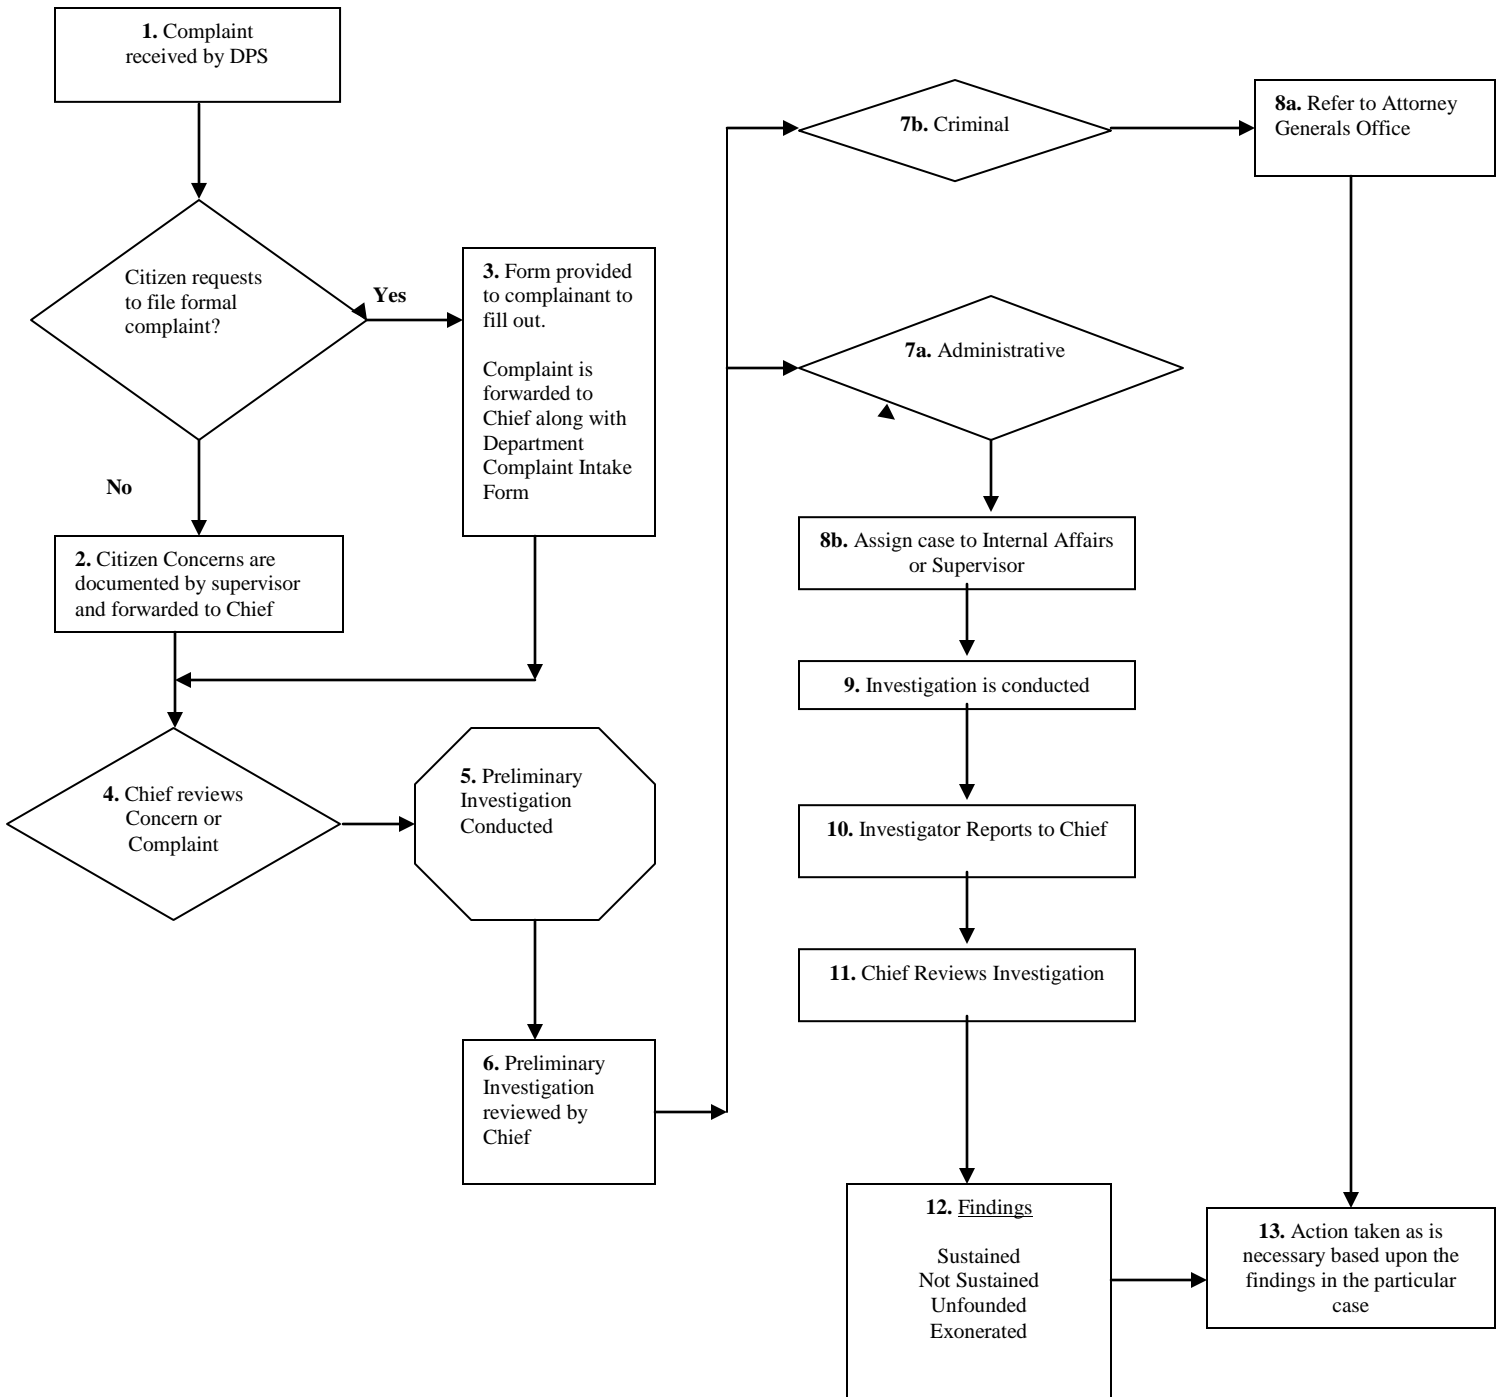 1. Complaint
received by DPS
Citizen requests
to file formal
complaint?
Yes
No
3. Form provided
to complainant to
fill out.
Complaint is
forwarded to
Chief along with
Department
Complaint Intake
Form
2. Citizen Concerns are
documented by supervisor
and forwarded to Chief
4. Chief reviews
Concern or
Complaint
5. Preliminary
Investigation
Conducted
6. Preliminary
Investigation
reviewed by
Chief
7b. Criminal
8a. Refer to Attorney
Generals Office
7a. Administrative
8b. Assign case to Internal Affairs
or Supervisor
9. Investigation is conducted
10. Investigator Reports to Chief
11. Chief Reviews Investigation
12. Findings
Sustained
Not Sustained
Unfounded
Exonerated
13. Action taken as is
necessary based upon the
findings in the particular
case